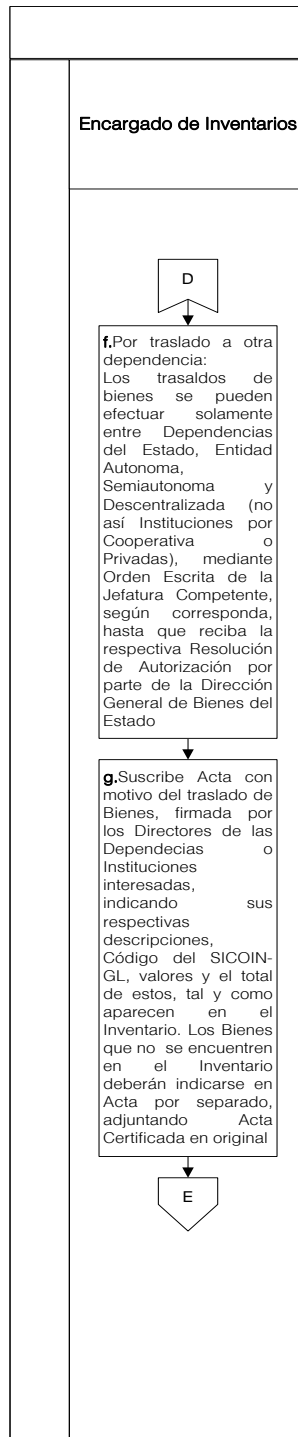 Encargado de Inventarios
D
f.Por traslado a otra
dependencia:
Los trasaldos de
bienes se pueden
efectuar solamente
entre Dependencias
del Estado, Entidad
Autonoma,
Semiautonoma y
Descentralizada (no
así Instituciones por
Cooperativa o
Privadas), mediante
Orden Escrita de la
Jefatura Competente,
según corresponda,
hasta que reciba la
respectiva Resolución
de Autorización por
parte de la Dirección
General de Bienes del
Estado
g.Suscribe Acta con
motivo del traslado de
Bienes, firmada por
los Directores de las
Dependecias o
Instituciones
interesadas,
indicando sus
respectivas
descripciones,
Código del SICOIN-
GL, valores y el total
de estos, tal y como
aparecen en el
Inventario. Los Bienes
que no se encuentren
en el Inventario
deberán indicarse en
Acta por separado,
adjuntando Acta
Certificada en original
E